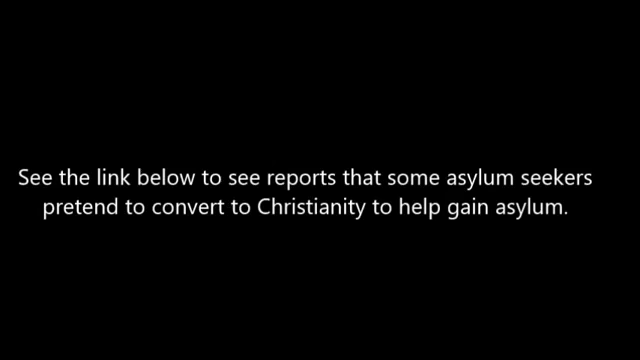 See the link below to see reports that some asylum seekers
pretend to convert to Christianity to help gain asylum.